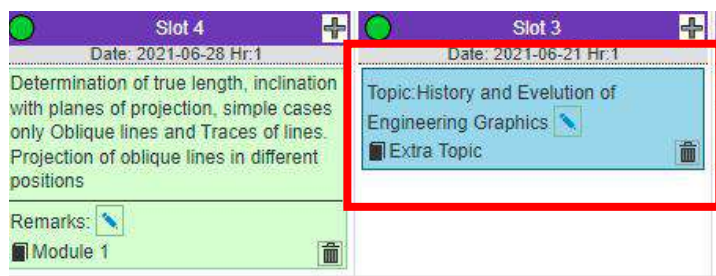 Slot 4
Date: 2021-06-28 Hr:1
Determination of true length, inclination
with planes of projection, simple cases
only Oblique lines and Traces of lines.
Projection of oblique lines in different
positions
Remarks:
Module 1
Slot 3
Date: 2021-06-21 Hr:1
Topic:History and Evelution of
Engineering Graphics
Extra Topic